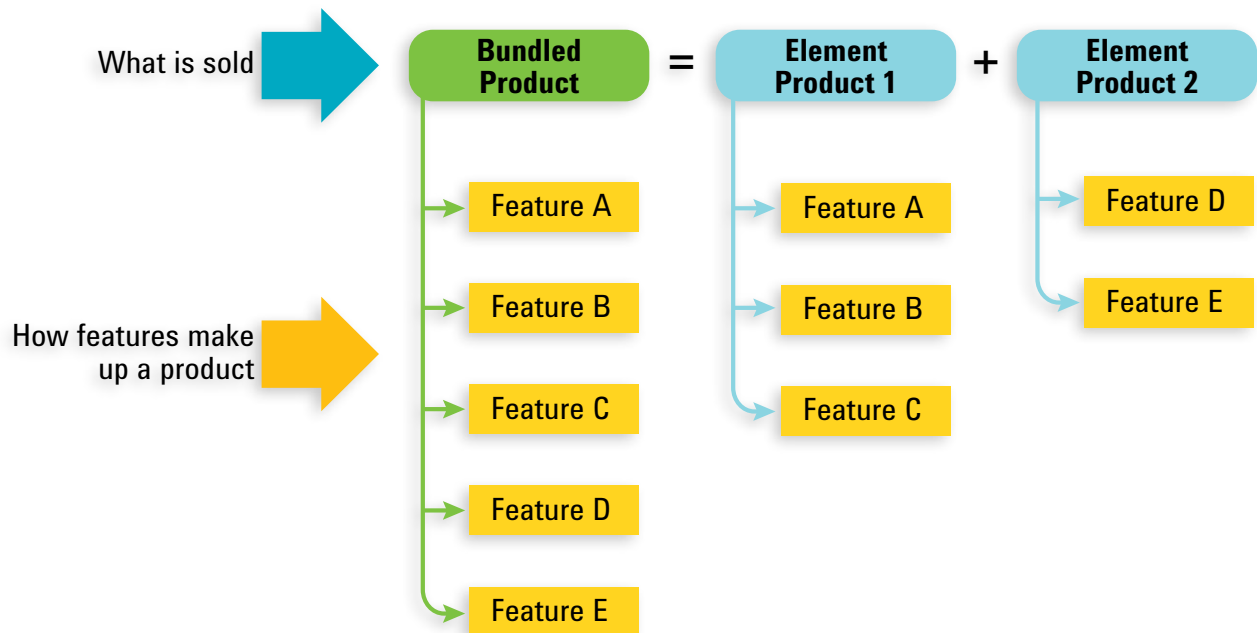 What is sold
Bundled
Product
=
Element
Product 1
+
Element
Product 2
How features make
up a product
Feature A
Feature B
Feature C
Feature D
Feature E
Feature A
Feature B
Feature C
Feature D
Feature E